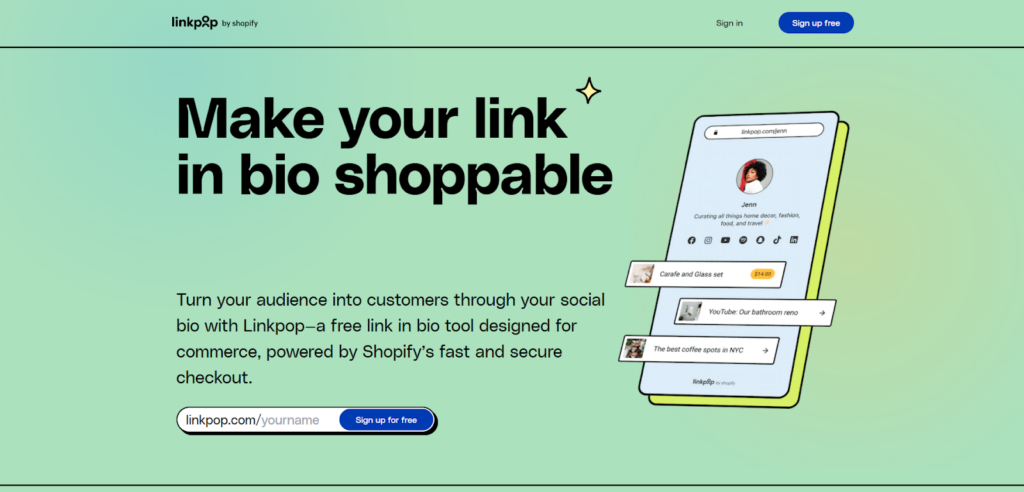 linkpop by shopify
Sign in
Sign up free
Make your link
in bio shoppable
Turn your audience into customers through your social
bio with Linkpop—a free link in bio tool designed for
commerce, powered by Shopify’s fast and secure
checkout.
linkpop.com/yourname
Sign up for free
linkpop.com/jenn
Jenn
Curating all things home decor, fashion,
food, and travel
Carafe and Glass set
$14.00
YouTube: Our bathroom reno
The best coffee spots in NYC
linkpop by shopify